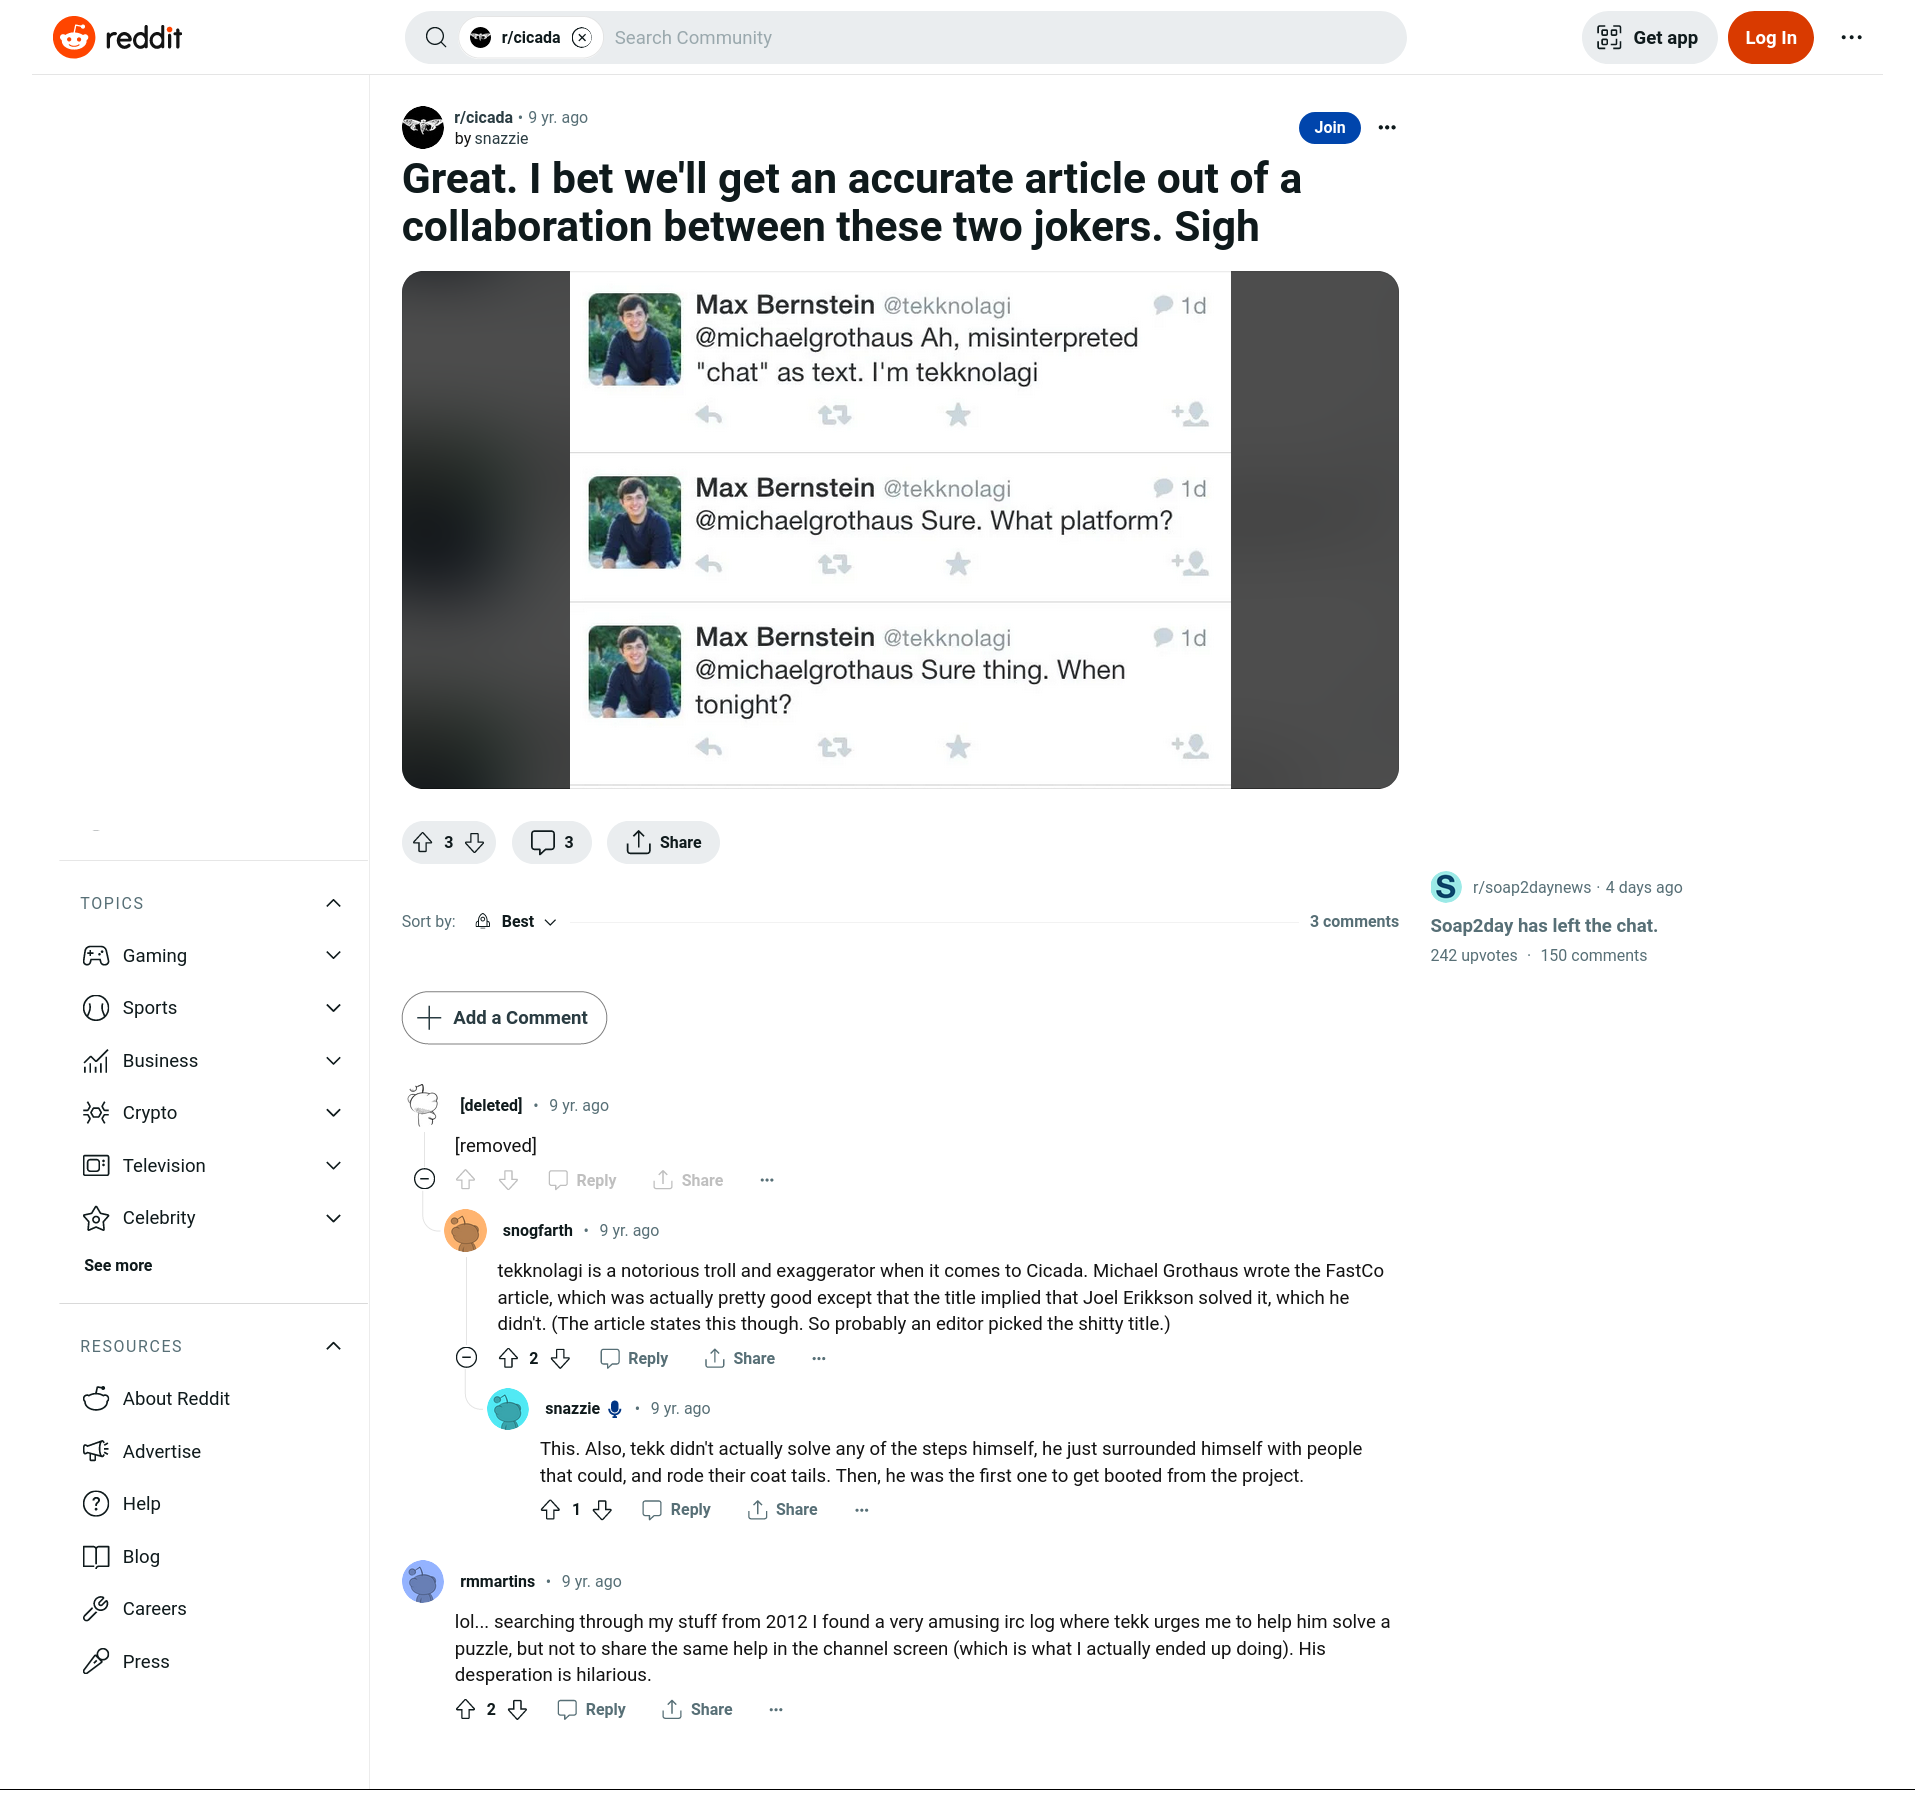 reddit
r/cicada
Search Community
Get app
Log In
r/cicada • 9 yr. ago
by snazzie
Join
Great. I bet we'll get an accurate article out of a
collaboration between these two jokers. Sigh
Max Bernstein @tekknolagi 1d
@michaelgrothaus Ah, misinterpreted
"chat" as text. I'm tekknolagi
Max Bernstein @tekknolagi 1d
@michaelgrothaus Sure. What platform?
Max Bernstein @tekknolagi 1d
@michaelgrothaus Sure thing. When
tonight?
3
3
Share
Sort by: Best
3 comments
Add a Comment
[deleted] • 9 yr. ago
[removed]
Reply Share
snogfarth • 9 yr. ago
tekknolagi is a notorious troll and exaggerator when it comes to Cicada. Michael Grothaus wrote the FastCo
article, which was actually pretty good except that the title implied that Joel Erikkson solved it, which he
didn't. (The article states this though. So probably an editor picked the shitty title.)
2 Reply Share
snazzie • 9 yr. ago
This. Also, tekk didn't actually solve any of the steps himself, he just surrounded himself with people
that could, and rode their coat tails. Then, he was the first one to get booted from the project.
1 Reply Share
rmmartins • 9 yr. ago
lol... searching through my stuff from 2012 I found a very amusing irc log where tekk urges me to help him solve a
puzzle, but not to share the same help in the channel screen (which is what I actually ended up doing). His
desperation is hilarious.
2 Reply Share
TOPICS
Gaming
Sports
Business
Crypto
Television
Celebrity
See more
RESOURCES
About Reddit
Advertise
Help
Blog
Careers
Press
S
r/soap2daynews · 4 days ago
Soap2day has left the chat.
242 upvotes · 150 comments